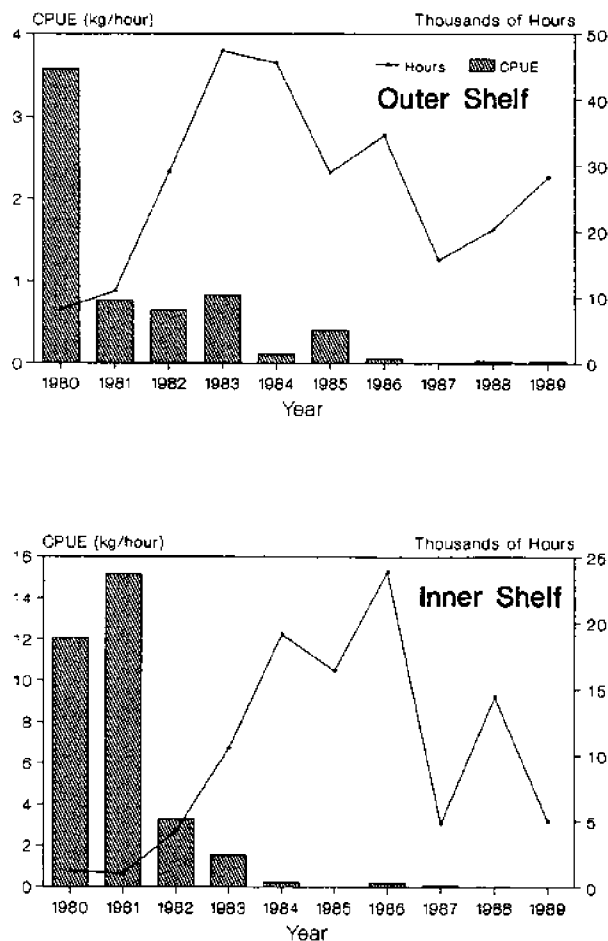 CPUE (kg/hour) Thousands of Hours
4 50
Hours CPUE
Outer Shelf
3 40
30
2
20
1
10
0 0
1980 1981 1982 1983 1984 1985 1986 1987 1988 1989
Year
CPUE (kg/hour) Thousands of Hours
16 25
Inner Shelf
14
20
12
10 15
8
10
6
4
5
2
0 0
1980 1981 1982 1983 1984 1985 1986 1987 1988 1989
Year